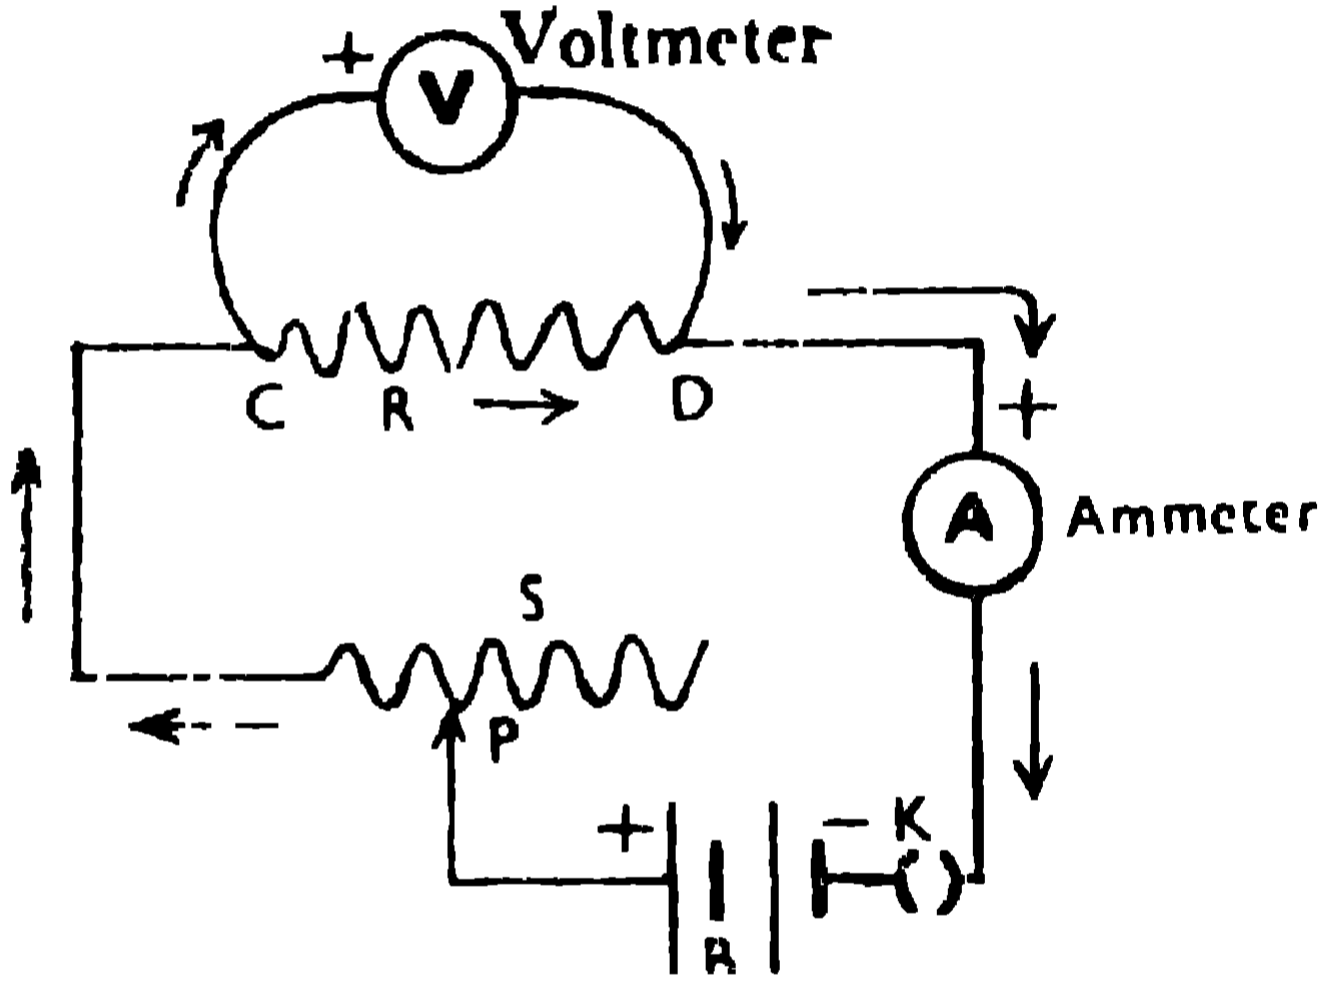 + V Voltmeter
C R D
+
A Ammeter
S
P
+ − K
B